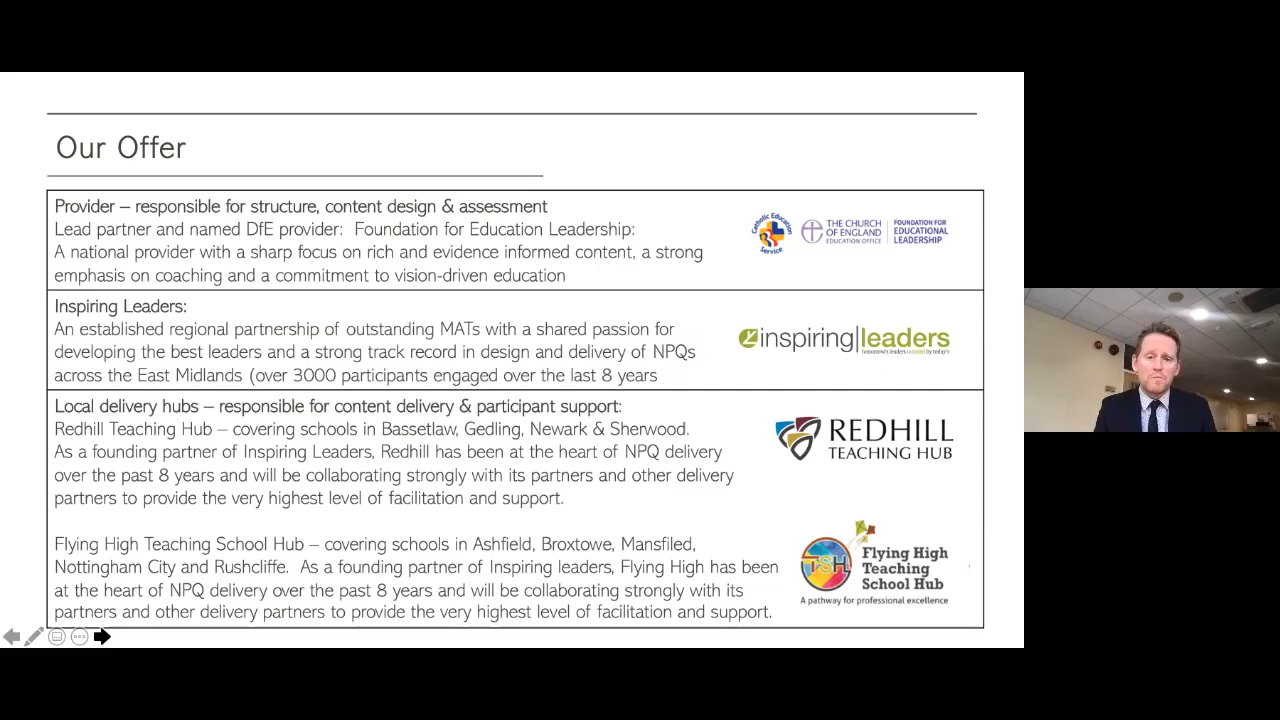 Our Offer
Provider – responsible for structure, content design & assessment
Lead partner and named DfE provider: Foundation for Education Leadership:
A national provider with a sharp focus on rich and evidence informed content, a strong
emphasis on coaching and a commitment to vision-driven education
Catholic Education
Service
THE CHURCH
OF ENGLAND
EDUCATION OFFICE
FOUNDATION FOR
EDUCATIONAL
LEADERSHIP
Inspiring Leaders:
An established regional partnership of outstanding MATs with a shared passion for
developing the best leaders and a strong track record in design and delivery of NPQs
across the East Midlands (over 3000 participants engaged over the last 8 years
inspiring|leaders
tomorrow's leaders inspired by today's
Local delivery hubs – responsible for content delivery & participant support:
Redhill Teaching Hub – covering schools in Bassetlaw, Gedling, Newark & Sherwood.
As a founding partner of Inspiring Leaders, Redhill has been at the heart of NPQ delivery
over the past 8 years and will be collaborating strongly with its partners and other delivery
partners to provide the very highest level of facilitation and support.
REDHILL
TEACHING HUB
Flying High Teaching School Hub – covering schools in Ashfield, Broxtowe, Mansfiled,
Nottingham City and Rushcliffe. As a founding partner of Inspiring leaders, Flying High has been
at the heart of NPQ delivery over the past 8 years and will be collaborating strongly with its
partners and other delivery partners to provide the very highest level of facilitation and support.
TSH
Flying High
Teaching
School Hub
A pathway for professional excellence